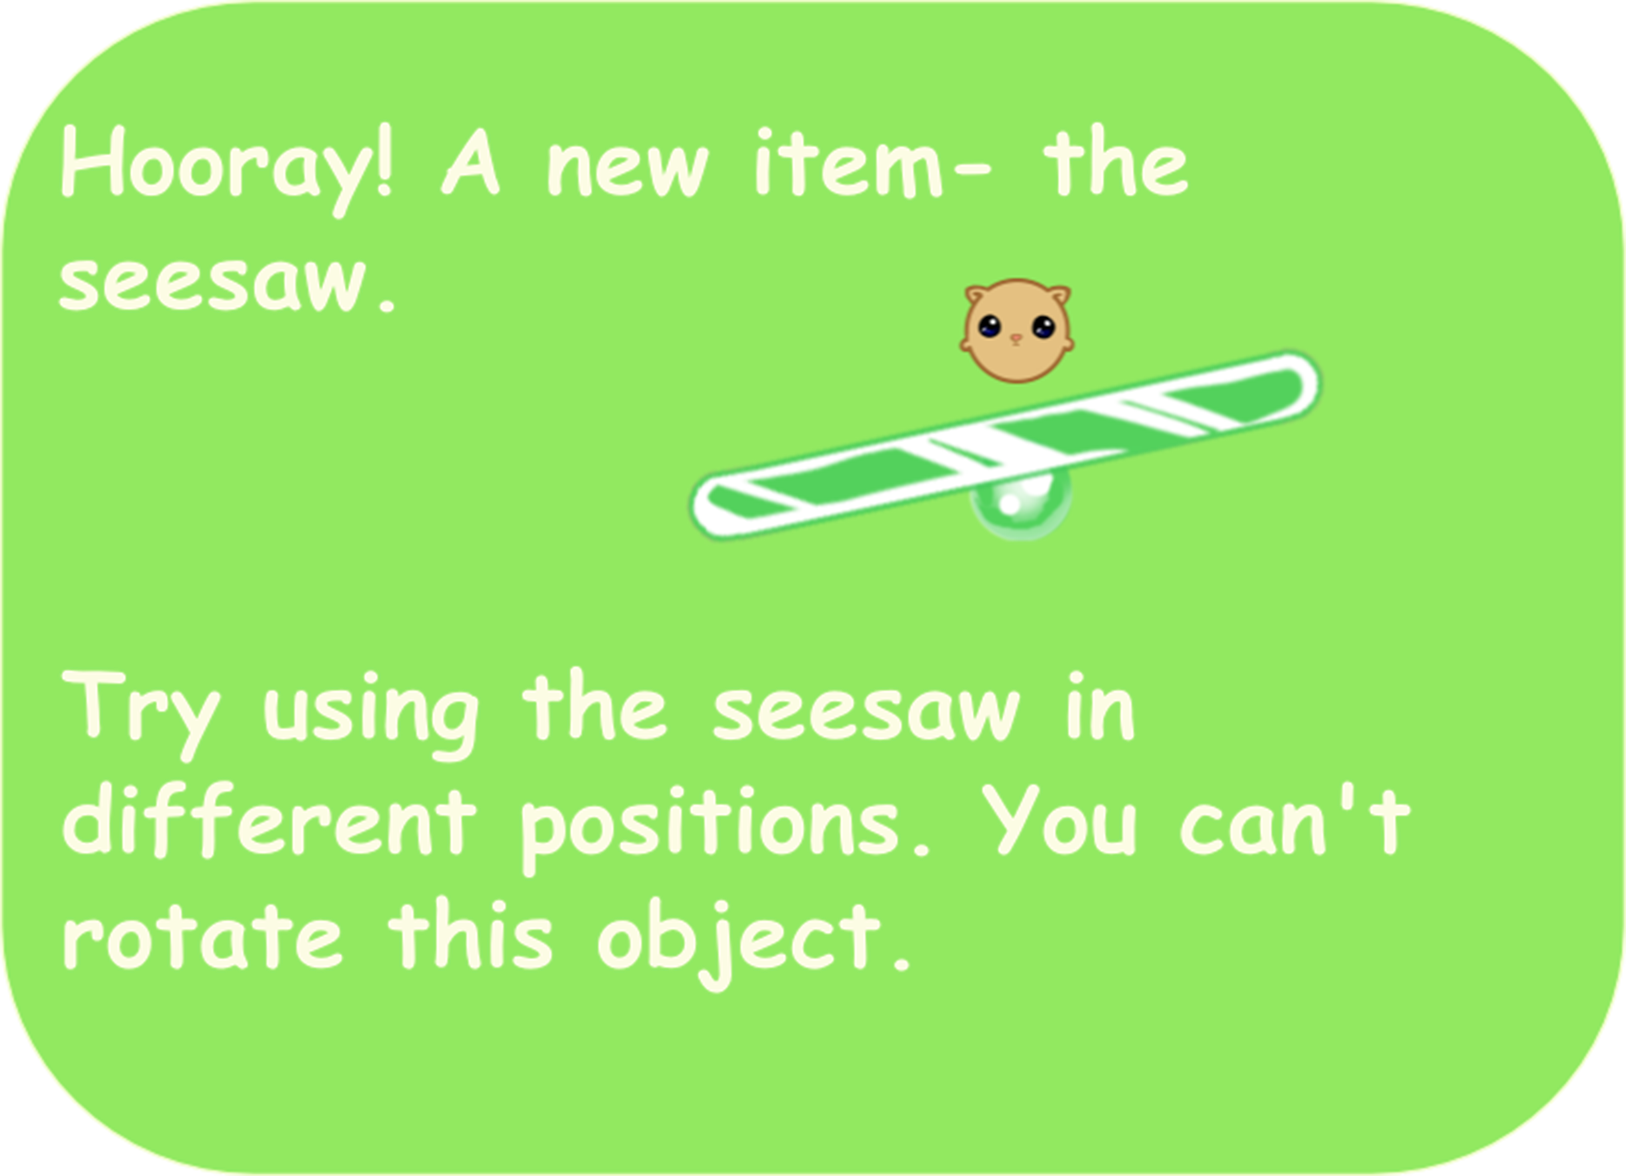 Hooray! A new item- the
seesaw.
Try using the seesaw in
different positions. You can't
rotate this object.